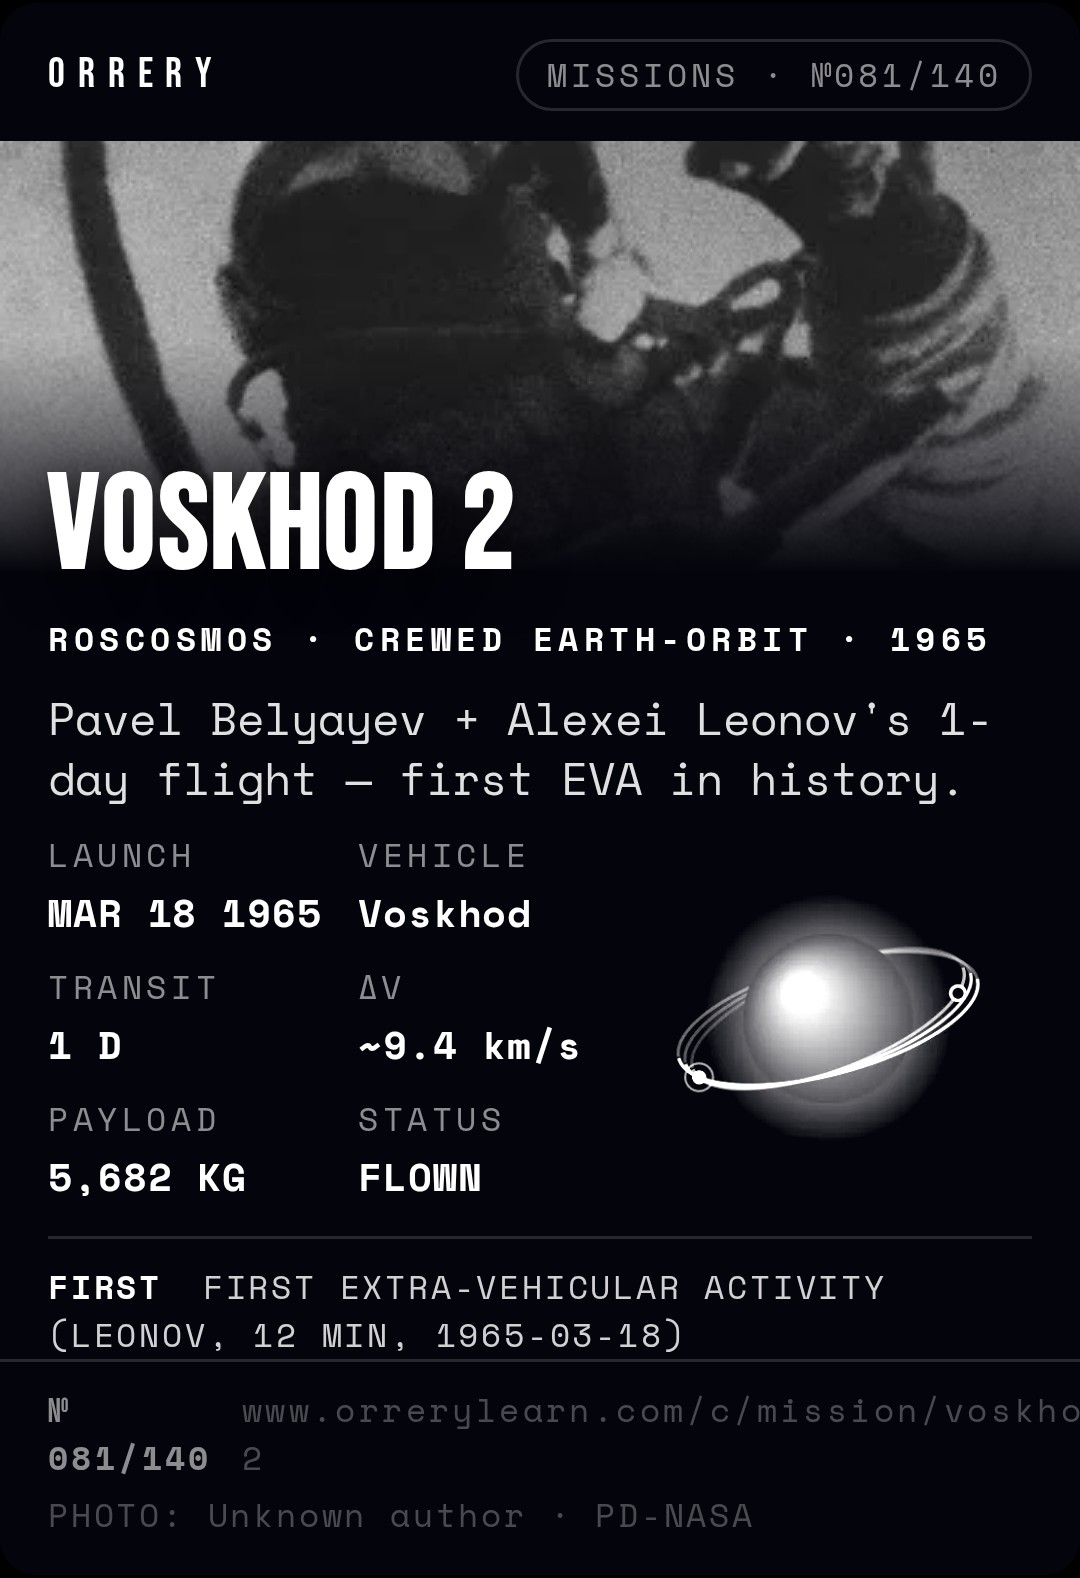 ORRERY
MISSIONS · №081/140
VOSKHOD 2
ROSCOSMOS · CREWED EARTH-ORBIT · 1965
Pavel Belyayev + Alexei Leonov's 1-
day flight — first EVA in history.
LAUNCH VEHICLE
MAR 18 1965 Voskhod
TRANSIT ΔV
1 D ~9.4 km/s
PAYLOAD STATUS
5,682 KG FLOWN
FIRST FIRST EXTRA-VEHICULAR ACTIVITY
(LEONOV, 12 MIN, 1965-03-18)
№ www.orrerylearn.com/c/mission/voskho
081/140 2
PHOTO: Unknown author · PD-NASA